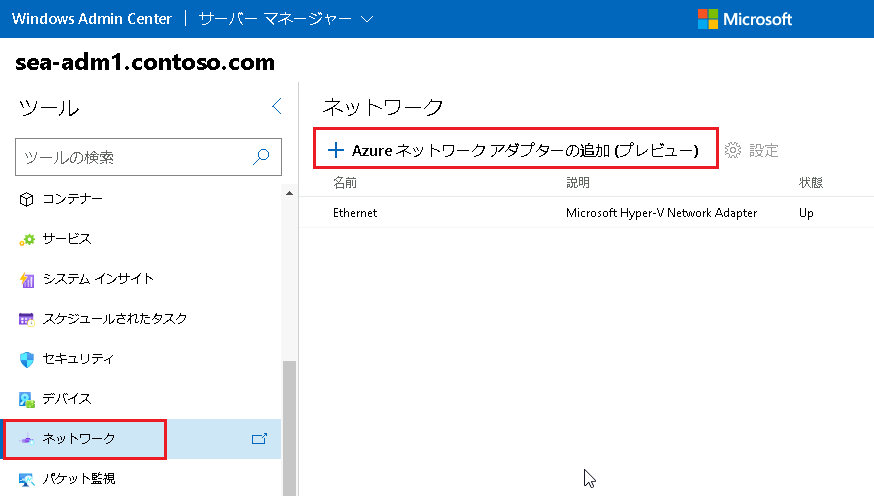 Windows Admin Center サーバー マネージャー Microsoft
sea-adm1.contoso.com
ツール
ツールの検索
コンテナー
サービス
システム インサイト
スケジュールされたタスク
セキュリティ
デバイス
ネットワーク
パケット監視
ネットワーク
Azure ネットワーク アダプターの追加 (プレビュー) 設定
名前 説明 状態
Ethernet Microsoft Hyper-V Network Adapter Up